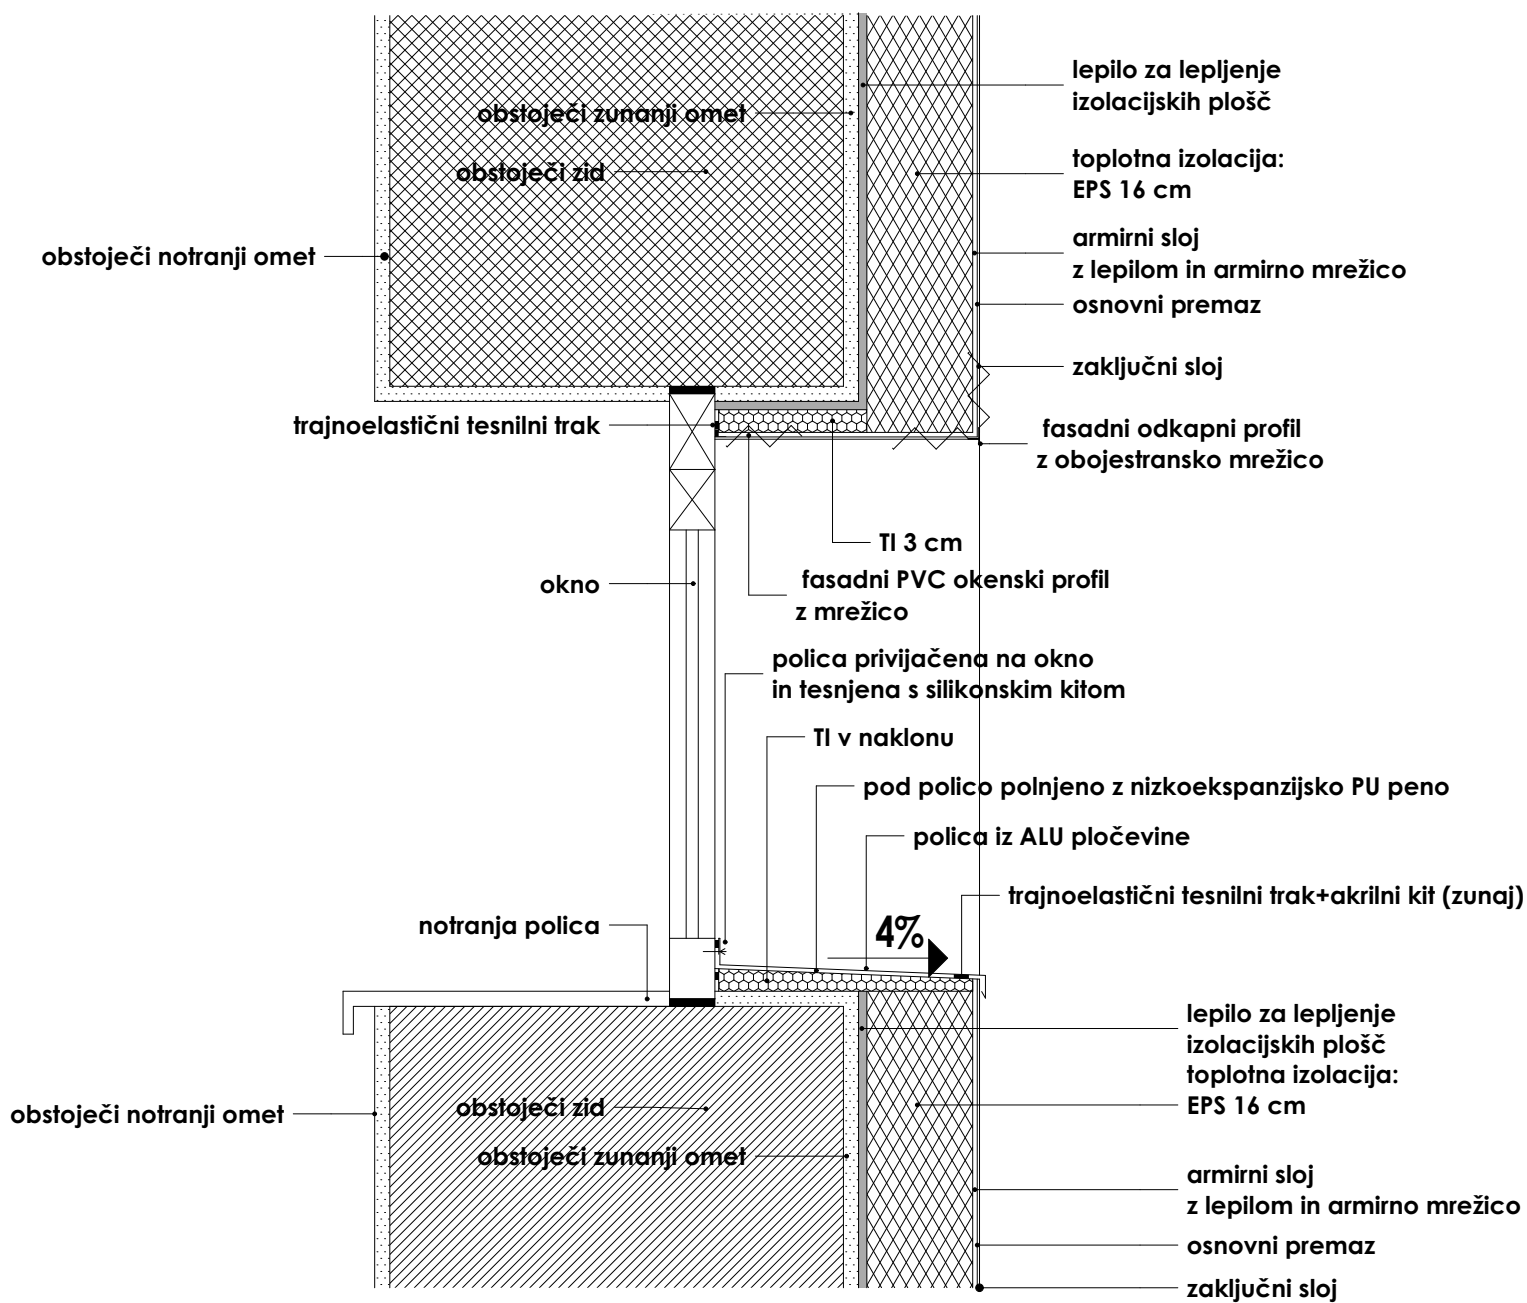 lepilo za lepljenje
izolacijskih plošč
obstoječi zunanji omet
toplotna izolacija:
EPS 16 cm
obstoječi zid
armirni sloj
z lepilom in armirno mrežico
obstoječi notranji omet
osnovni premaz
zaključni sloj
trajnoelastični tesnilni trak
fasadni odkapni profil
z obojestransko mrežico
TI 3 cm
okno
fasadni PVC okenski profil
z mrežico
polica privijačena na okno
in tesnjena s silikonskim kitom
TI v naklonu
pod polico polnjeno z nizkoekspanzijsko PU peno
polica iz ALU pločevine
trajnoelastični tesnilni trak+akrilni kit (zunaj)
notranja polica
4%
lepilo za lepljenje
izolacijskih plošč
toplotna izolacija:
EPS 16 cm
obstoječi zid
obstoječi notranji omet
obstoječi zunanji omet
armirni sloj
z lepilom in armirno mrežico
osnovni premaz
zaključni sloj